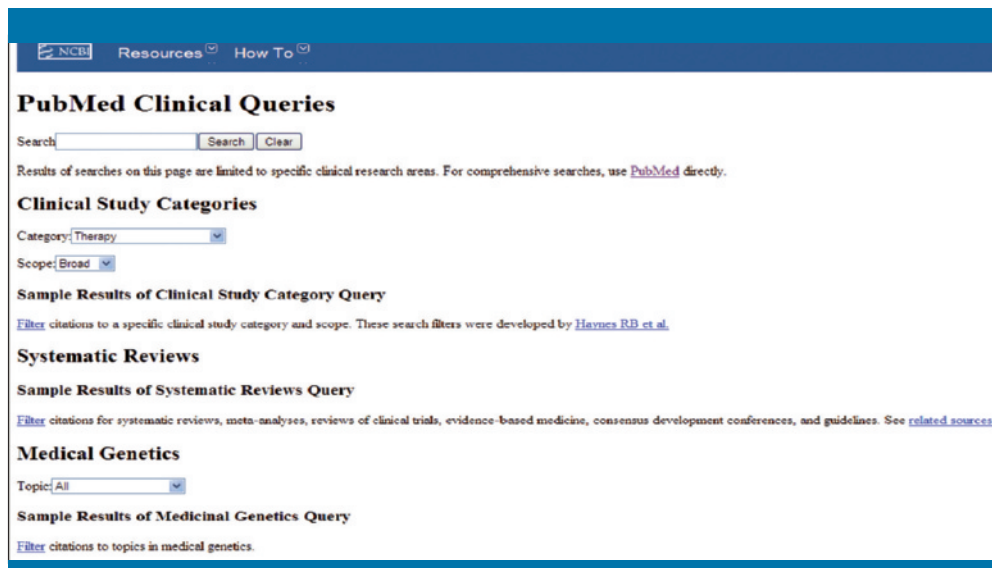 NCBI Resources How To
PubMed Clinical Queries
Search Search Clear
Results of searches on this page are limited to specific clinical research areas. For comprehensive searches, use PubMed directly.
Clinical Study Categories
Category: Therapy
Scope: Broad
Sample Results of Clinical Study Category Query
Filter citations to a specific clinical study category and scope. These search filters were developed by Haynes RB et al.
Systematic Reviews
Sample Results of Systematic Reviews Query
Filter citations for systematic reviews, meta-analyses, reviews of clinical trials, evidence-based medicine, consensus development conferences, and guidelines. See related sources
Medical Genetics
Topic: All
Sample Results of Medicinal Genetics Query
Filter citations to topics in medical genetics.